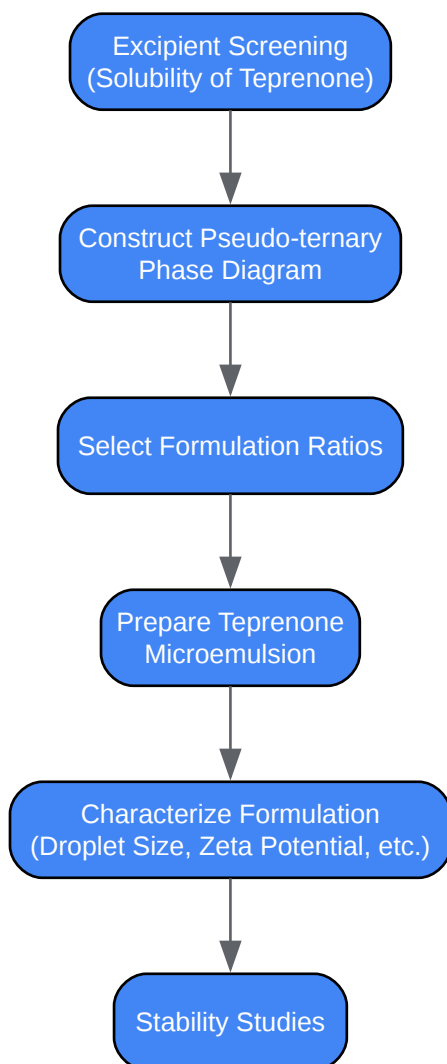 Excipient Screening
(Solubility of Teprenone)
Construct Pseudo-ternary
Phase Diagram
Select Formulation Ratios
Prepare Teprenone
Microemulsion
Characterize Formulation
(Droplet Size, Zeta Potential, etc.)
Stability Studies